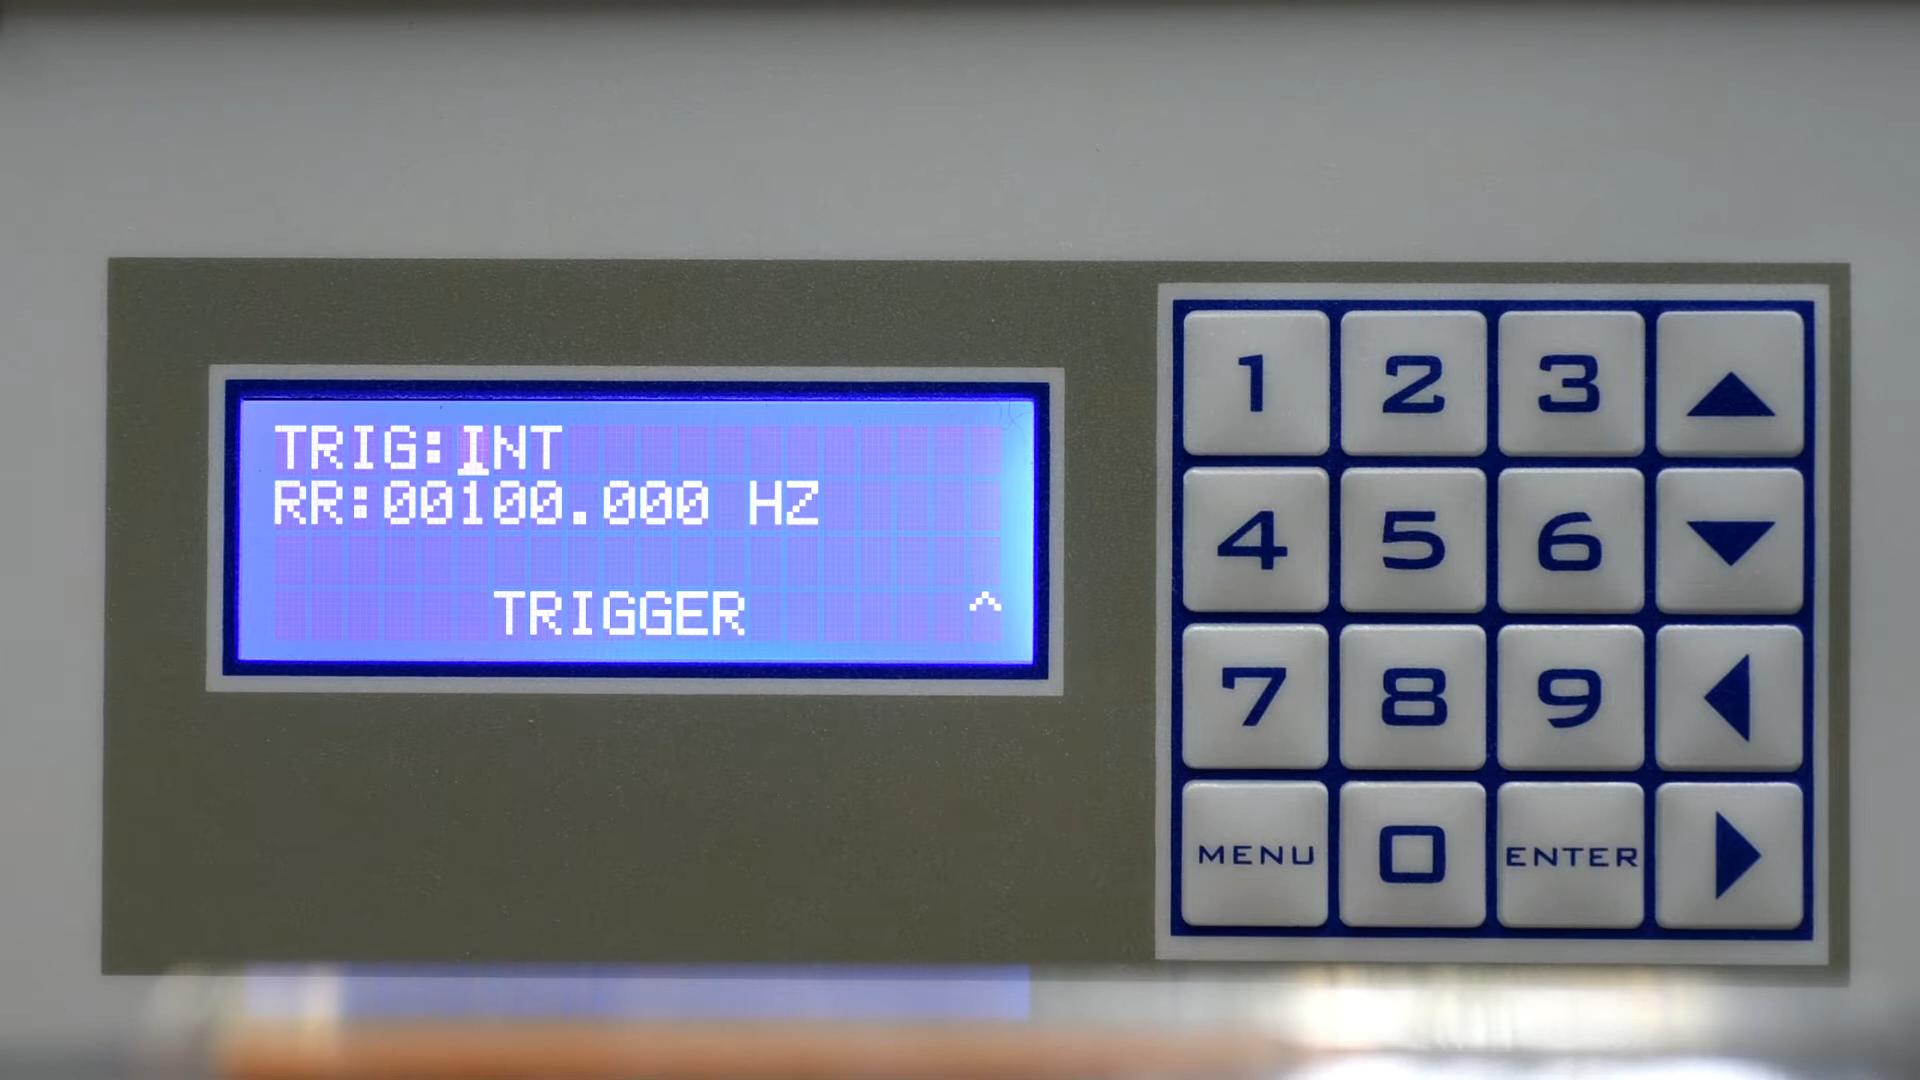 TRIG:INT
RR:00100.000 HZ
TRIGGER ^
1 2 3
4 5 6
7 8 9
MENU 0 ENTER